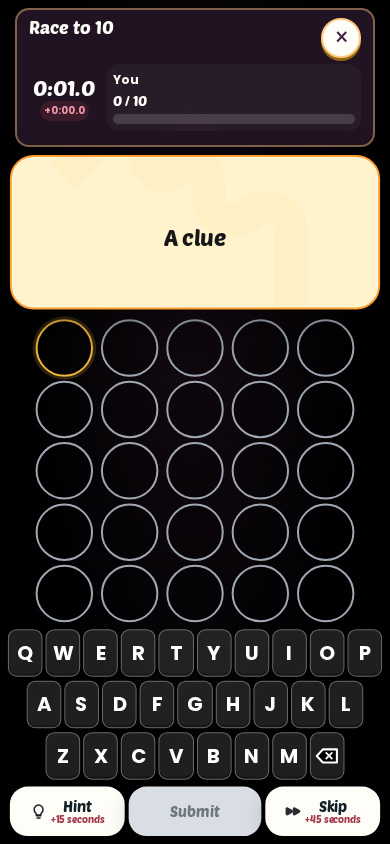 Race to 10
×
0:01.0
+0:00.0
You
0 / 10
A clue
Q W E R T Y U I O P
A S D F G H J K L
Z X C V B N M
Hint
+15 seconds
Submit
Skip
+45 seconds